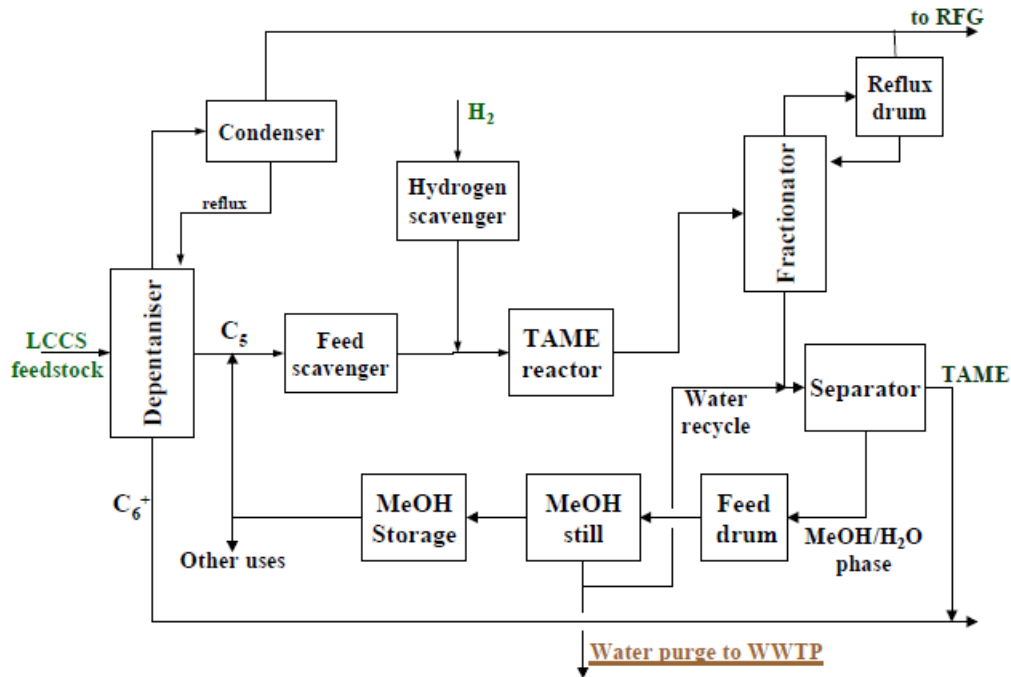 to RFG
Condenser
H₂
Reflux
drum
Hydrogen
scavenger
reflux
Fractionator
Depentaniser
LCCS
feedstock
C₅
Feed
scavenger
TAME
reactor
Water
recycle
Separator
TAME
C₆⁺
MeOH
Storage
MeOH
still
Feed
drum
MeOH/H₂O
phase
Other uses
Water purge to WWTP